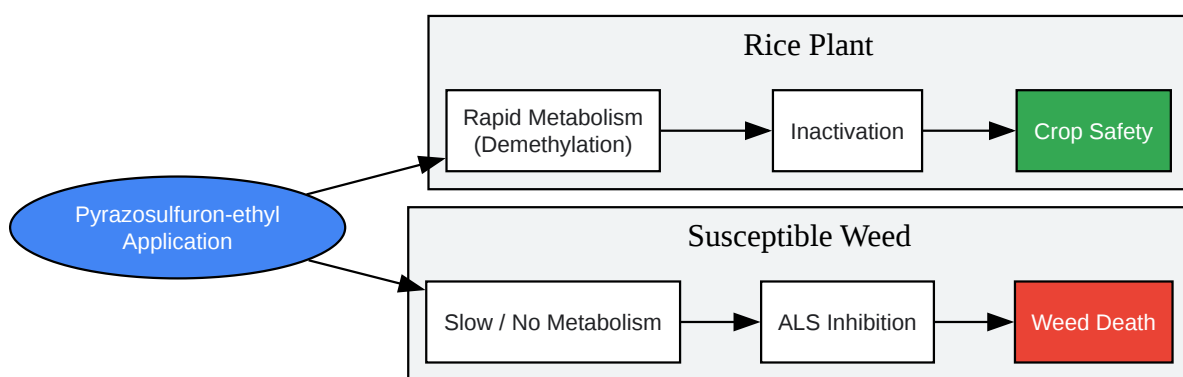 Rice Plant
Rapid Metabolism
(Demethylation)
Inactivation
Crop Safety
Pyrazosulfuron-ethyl
Application
Susceptible Weed
Slow / No Metabolism
ALS Inhibition
Weed Death